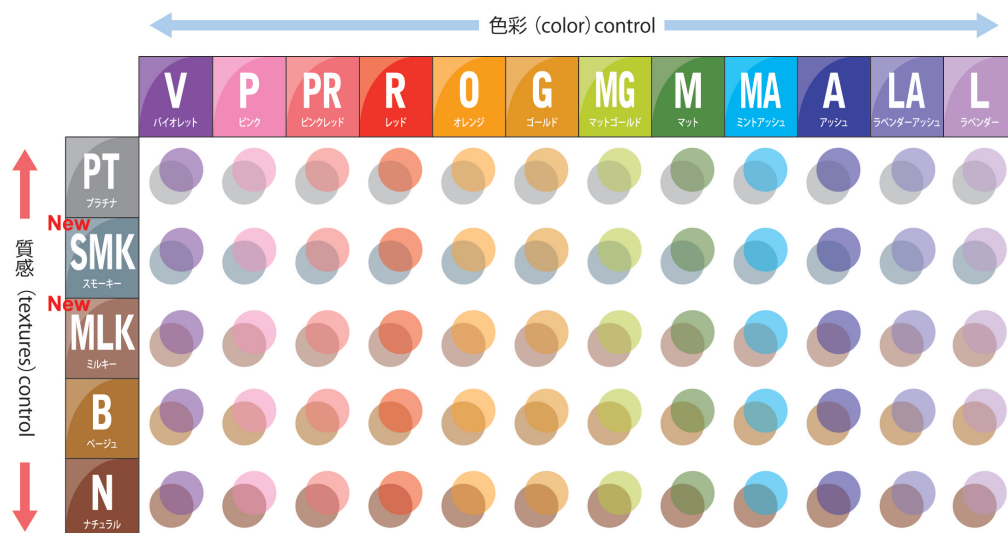 色彩 (color) control
V
バイオレット
P
ピンク
PR
ピンクレッド
R
レッド
O
オレンジ
G
ゴールド
MG
マットゴールド
M
マット
MA
ミントアッシュ
A
アッシュ
LA
ラベンダーアッシュ
L
ラベンダー
質感 (textures) control
PT
プラチナ
New
SMK
スモーキー
New
MLK
ミルキー
B
ベージュ
N
ナチュラル